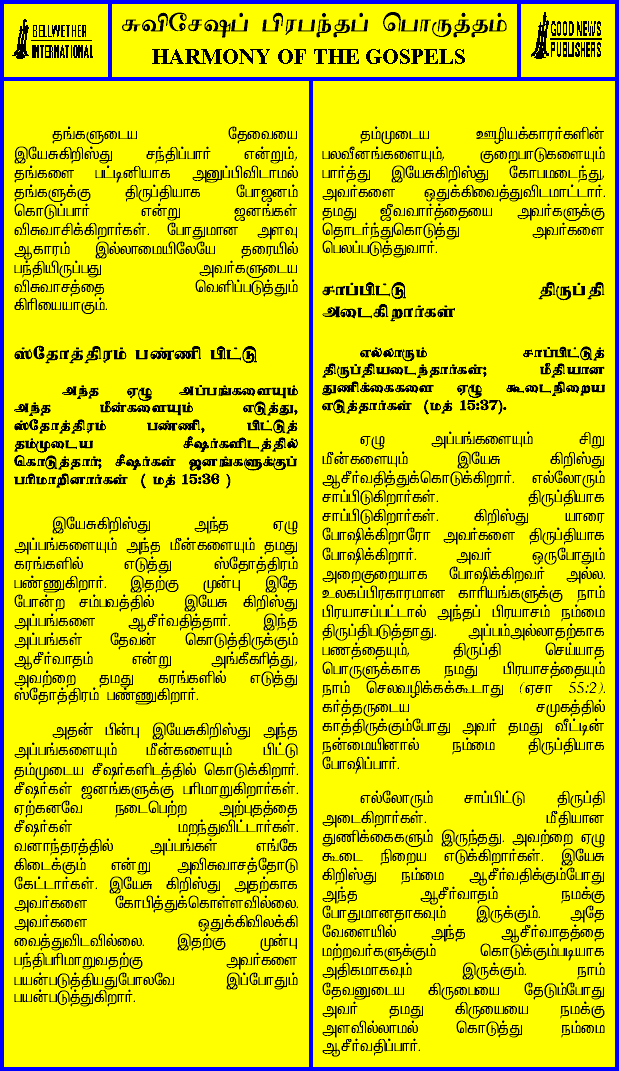 BELLWETHER
INTERNATIONAL
சுவிசேஷப் பிரபந்தப் பொருத்தம்
HARMONY OF THE GOSPELS
GOOD NEWS
PUBLISHERS
தங்களுடைய தேவையை
இயேசுகிறிஸ்து சந்திப்பார் என்றும்,
தங்களை பட்டினியாக அனுப்பிவிடாமல்
தங்களுக்கு திருப்தியாக போஜனம்
கொடுப்பார் என்று ஜனங்கள்
விசுவாசிக்கிறார்கள். போதுமான அளவு
ஆகாரம் இல்லாமையிலேயே தரையில்
பந்தியிருப்பது அவர்களுடைய
விசுவாசத்தை வெளிப்படுத்தும்
கிரியையாகும்.
ஸ்தோத்திரம் பண்ணி பிட்டு
அந்த ஏழு அப்பங்களையும்
அந்த மீன்களையும் எடுத்து,
ஸ்தோத்திரம் பண்ணி, பிட்டுத்
தம்முடைய சீஷர்களிடத்தில்
கொடுத்தார்; சீஷர்கள் ஜனங்களுக்குப்
பரிமாறினார்கள் ( மத் 15:36 )
இயேசுகிறிஸ்து அந்த ஏழு
அப்பங்களையும் அந்த மீன்களையும் தமது
கரங்களில் எடுத்து ஸ்தோத்திரம்
பண்ணுகிறார். இதற்கு முன்பு இதே
போன்ற சம்பவத்தில் இயேசு கிறிஸ்து
அப்பங்களை ஆசீர்வதித்தார். இந்த
அப்பங்கள் தேவன் கொடுத்திருக்கும்
ஆசீர்வாதம் என்று அங்கீகரித்து,
அவற்றை தமது கரங்களில் எடுத்து
ஸ்தோத்திரம் பண்ணுகிறார்.
அதன் பின்பு இயேசுகிறிஸ்து அந்த
அப்பங்களையும் மீன்களையும் பிட்டு
தம்முடைய சீஷர்களிடத்தில் கொடுக்கிறார்.
சீஷர்கள் ஜனங்களுக்கு பரிமாறுகிறார்கள்.
ஏற்கனவே நடைபெற்ற அற்புதத்தை
சீஷர்கள் மறந்துவிட்டார்கள்.
வனாந்தரத்தில் அப்பங்கள் எங்கே
கிடைக்கும் என்று அவிசுவாசத்தோடு
கேட்டார்கள். இயேசு கிறிஸ்து அதற்காக
அவர்களை கோபித்துக்கொள்ளவில்லை.
அவர்களை ஒதுக்கிவிலக்கி
வைத்துவிடவில்லை. இதற்கு முன்பு
பந்திபரிமாறுவதற்கு அவர்களை
பயன்படுத்தியதுபோலவே இப்போதும்
பயன்படுத்துகிறார்.
தம்முடைய ஊழியக்காரர்களின்
பலவீனங்களையும், குறைபாடுகளையும்
பார்த்து இயேசுகிறிஸ்து கோபமடைந்து,
அவர்களை ஒதுக்கிவைத்துவிடமாட்டார்.
தமது ஜீவவார்த்தையை அவர்களுக்கு
தொடர்ந்துகொடுத்து அவர்களை
பெலப்படுத்துவார்.
சாப்பிட்டு திருப்தி
அடைகிறார்கள்
எல்லாரும் சாப்பிட்டுத்
திருப்தியடைந்தார்கள்; மீதியான
துணிக்கைகளை ஏழு கூடைநிறைய
எடுத்தார்கள் (மத் 15:37).
ஏழு அப்பங்களையும் சிறு
மீன்களையும் இயேசு கிறிஸ்து
ஆசீர்வதித்துக்கொடுக்கிறார். எல்லோரும்
சாப்பிடுகிறார்கள். திருப்தியாக
சாப்பிடுகிறார்கள். கிறிஸ்து யாரை
போஷிக்கிறாரோ அவர்களை திருப்தியாக
போஷிக்கிறார். அவர் ஒருபோதும்
அறைகுறையாக போஷிக்கிறவர் அல்ல.
உலகப்பிரகாரமான காரியங்களுக்கு நாம்
பிரயாசப்பட்டால் அந்தப் பிரயாசம் நம்மை
திருப்திபடுத்தாது. அப்பம்அல்லாதற்காக
பணத்தையும், திருப்தி செய்யாத
பொருளுக்காக நமது பிரயாசத்தையும்
நாம் செலவழிக்கக்கூடாது (ஏசா 55:2).
கர்த்தருடைய சமுகத்தில்
காத்திருக்கும்போது அவர் தமது வீட்டின்
நன்மையினால் நம்மை திருப்தியாக
போஷிப்பார்.
எல்லோரும் சாப்பிட்டு திருப்தி
அடைகிறார்கள். மீதியான
துணிக்கைகளும் இருந்தது. அவற்றை ஏழு
கூடை நிறைய எடுக்கிறார்கள். இயேசு
கிறிஸ்து நம்மை ஆசீர்வதிக்கும்போது
அந்த ஆசீர்வாதம் நமக்கு
போதுமானதாகவும் இருக்கும். அதே
வேளையில் அந்த ஆசீர்வாதத்தை
மற்றவர்களுக்கும் கொடுக்கும்படியாக
அதிகமாகவும் இருக்கும். நாம்
தேவனுடைய கிருபையை தேடும்போது
அவர் தமது கிருயையை நமக்கு
அளவில்லாமல் கொடுத்து நம்மை
ஆசீர்வதிப்பார்.